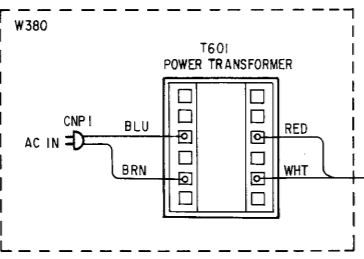 W380
T601
POWER TRANSFORMER
CNP1
BLU
RED
AC IN
BRN
WHT